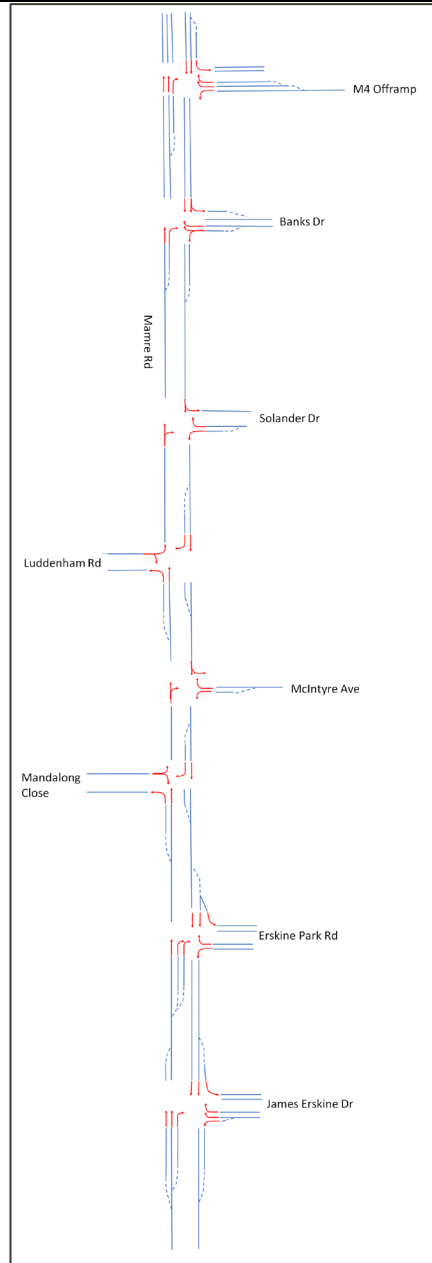 M4 Offramp
Banks Dr
Mamre Rd
Solander Dr
Luddenham Rd
McIntyre Ave
Mandalong
Close
Erskine Park Rd
James Erskine Dr